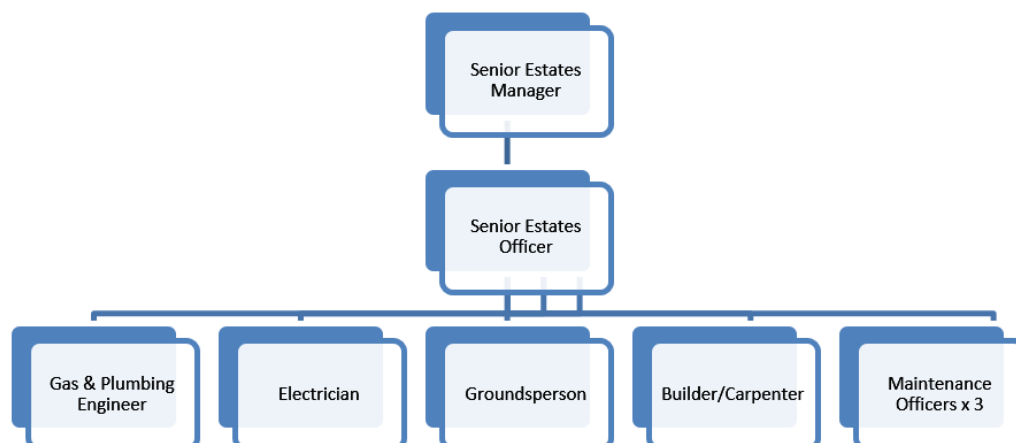 Senior Estates
Manager
Senior Estates
Officer
Gas & Plumbing
Engineer
Electrician
Groundsperson
Builder/Carpenter
Maintenance
Officers x 3